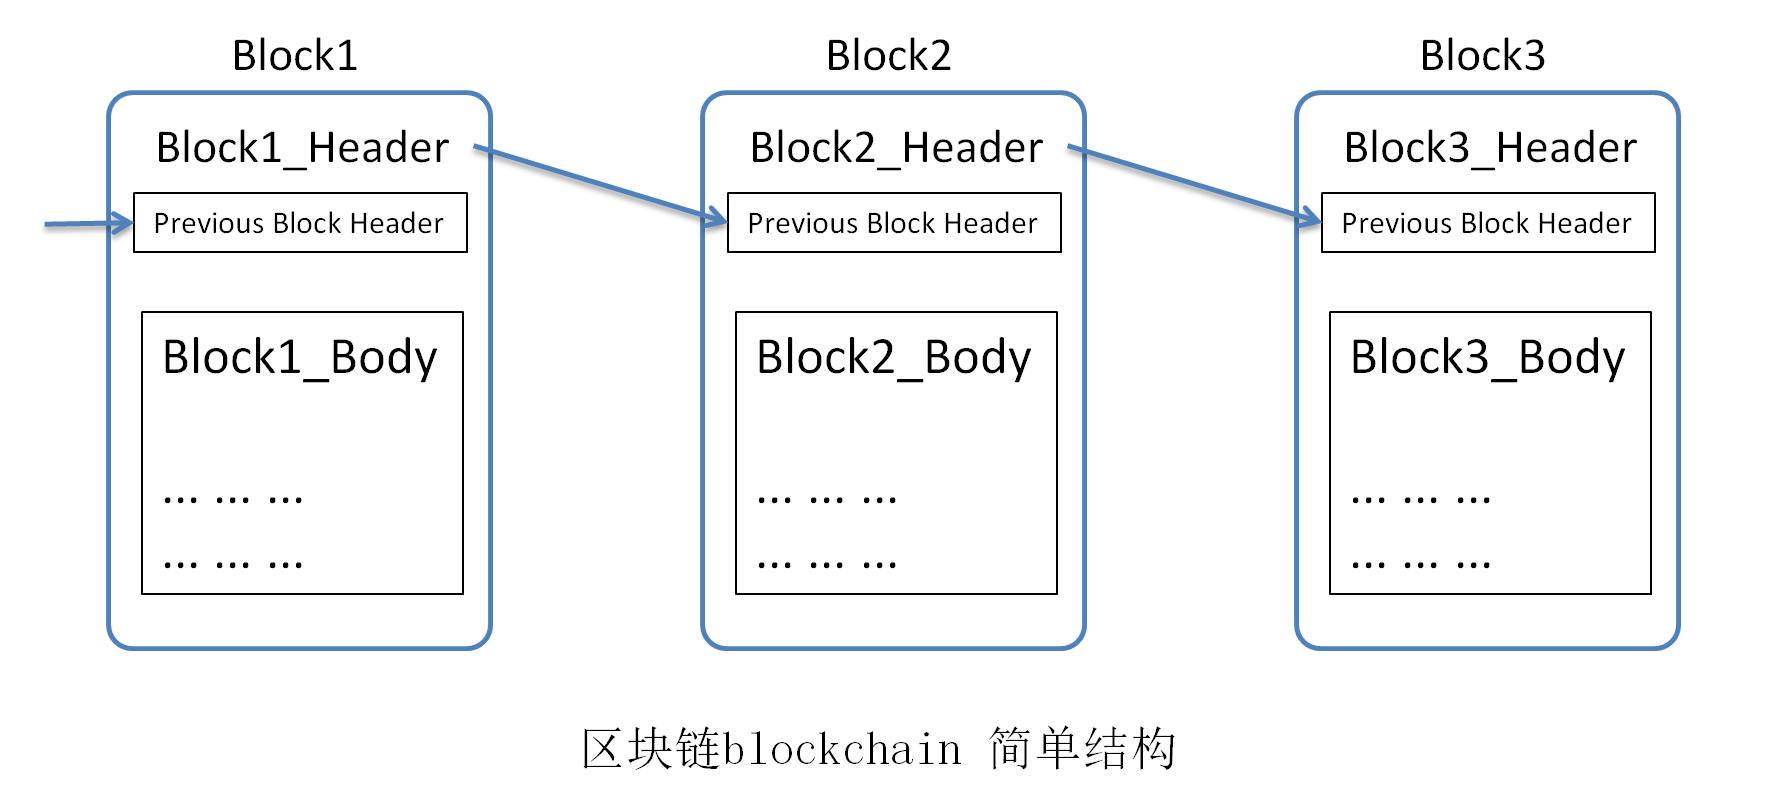 Block1
Block2
Block3
Block1_Header
Block2_Header
Block3_Header
Previous Block Header
Previous Block Header
Previous Block Header
Block1_Body
Block2_Body
Block3_Body
... ... ...
... ... ...
... ... ...
... ... ...
... ... ...
... ... ...
区块链blockchain 简单结构